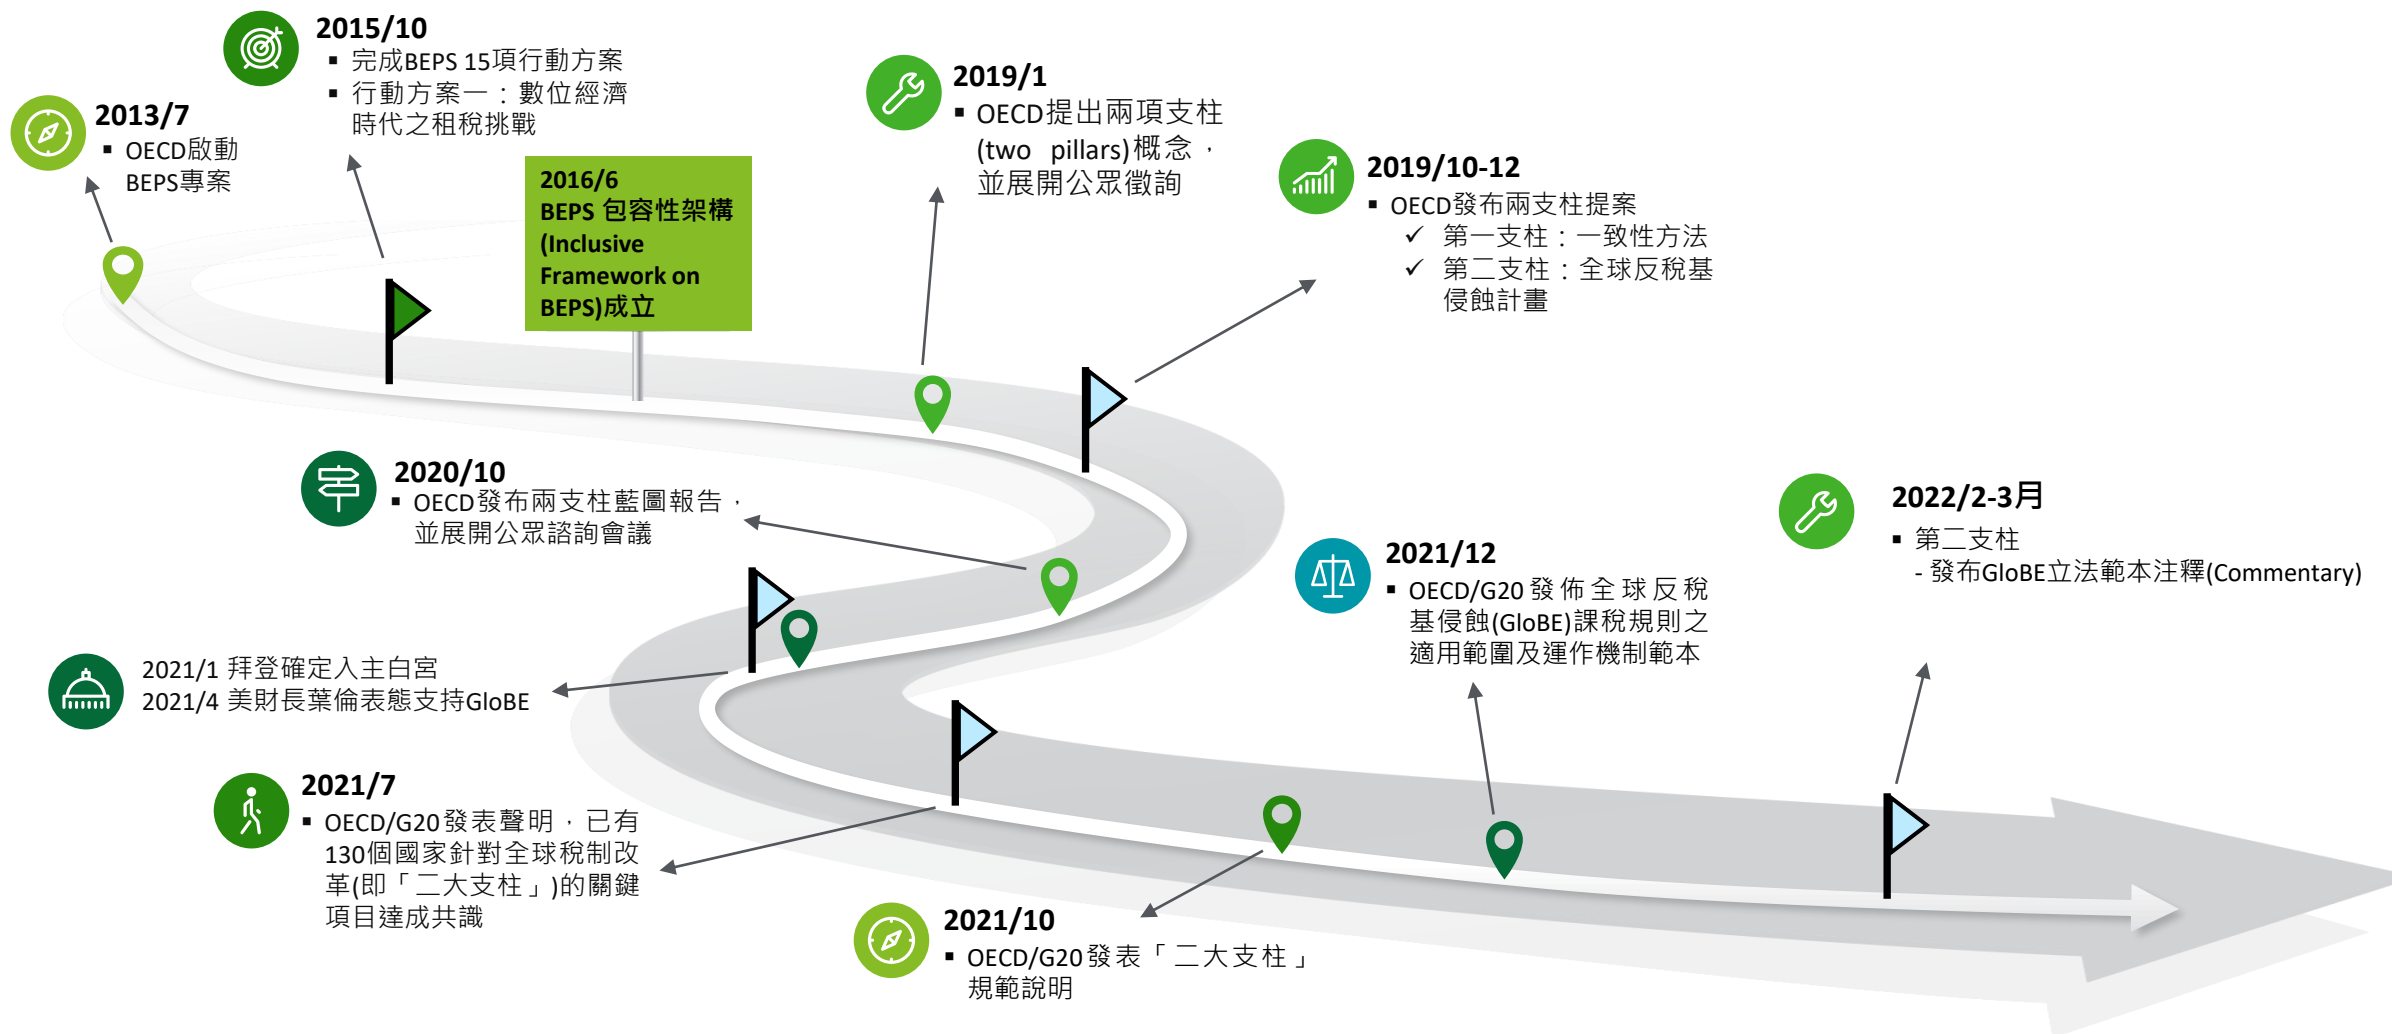 2013/7
▪ OECD啟動
BEPS專案
2015/10
▪ 完成BEPS 15項行動方案
▪ 行動方案一：數位經濟
時代之租稅挑戰
2016/6
BEPS 包容性架構
(Inclusive
Framework on
BEPS)成立
2019/1
▪ OECD提出兩項支柱
(two pillars)概念，
並展開公眾徵詢
2019/10-12
▪ OECD發布兩支柱提案
✓ 第一支柱：一致性方法
✓ 第二支柱：全球反稅基
侵蝕計畫
2020/10
▪ OECD發布兩支柱藍圖報告，
並展開公眾諮詢會議
2021/1 拜登確定入主白宮
2021/4 美財長葉倫表態支持GloBE
2021/7
▪ OECD/G20發表聲明，已有
130個國家針對全球稅制改
革(即「二大支柱」)的關鍵
項目達成共識
2021/10
▪ OECD/G20發表「二大支柱」
規範說明
2021/12
▪ OECD/G20發佈全球反稅
基侵蝕(GloBE)課稅規則之
適用範圍及運作機制範本
2022/2-3月
▪ 第二支柱
- 發布GloBE立法範本注釋(Commentary)